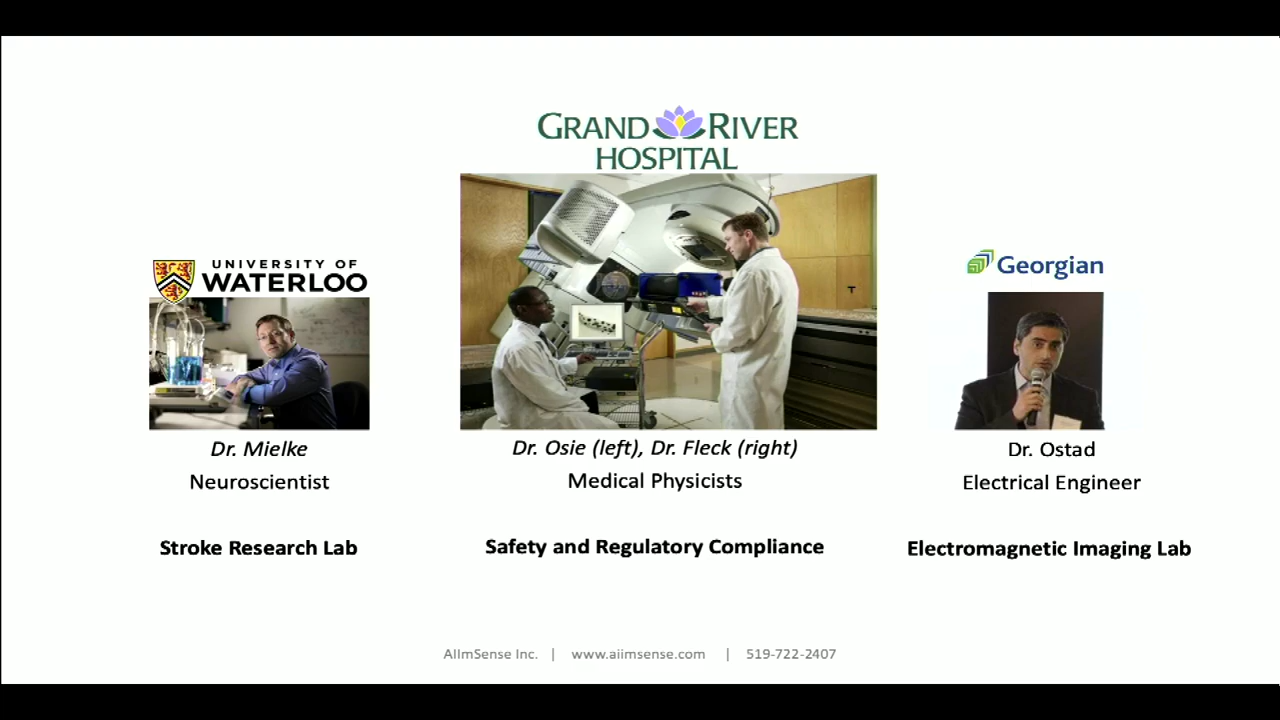 GRAND RIVER
HOSPITAL
UNIVERSITY OF
WATERLOO
Georgian
Dr. Mielke
Neuroscientist
Stroke Research Lab
Dr. Osie (left), Dr. Fleck (right)
Medical Physicists
Safety and Regulatory Compliance
Dr. Ostad
Electrical Engineer
Electromagnetic Imaging Lab
AIImSense Inc. | www.aiimsense.com | 519-722-2407